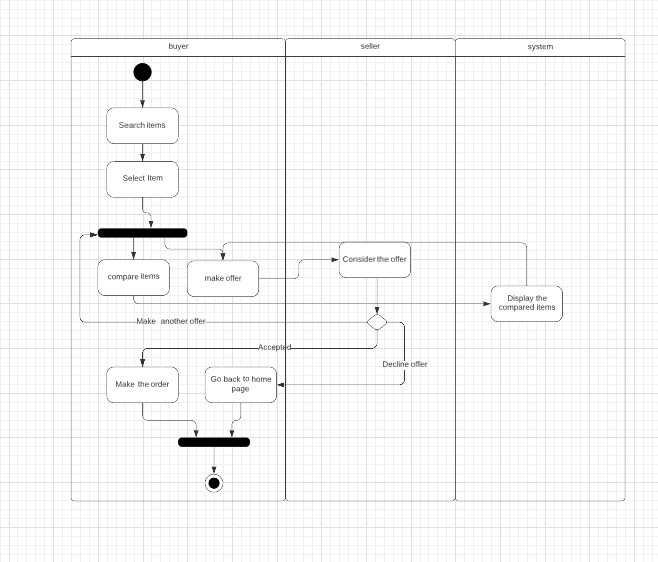 buyer
seller
system
Search items
Select Item
compare items
make offer
Consider the offer
Display the
compared items
Make another offer
Accepted
Decline offer
Make the order
Go back to home
page